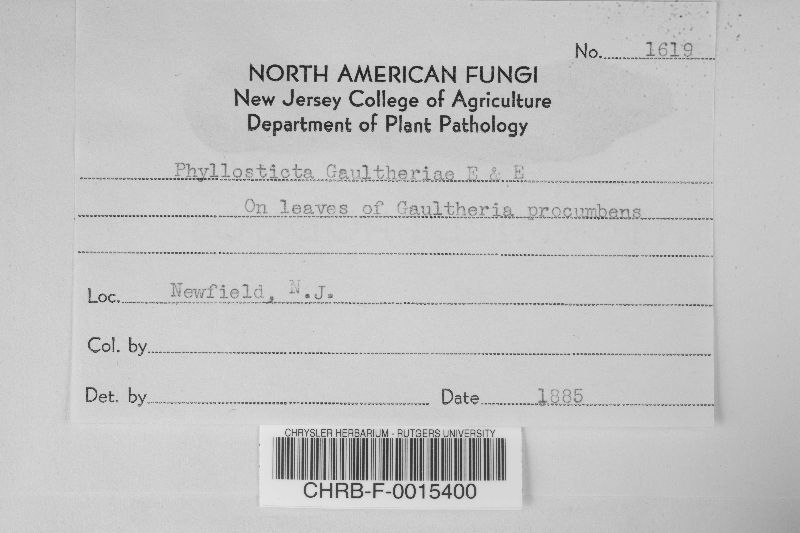 No. 1619
NORTH AMERICAN FUNGI
New Jersey College of Agriculture
Department of Plant Pathology
Phyllosticta Gaultheriae E & E
On leaves of Gaultheria procumbens
Loc. Newfield, N.J.
Col. by
Det. by Date 1885
CHRYSLER HERBARIUM - RUTGERS UNIVERSITY
CHRB-F-0015400